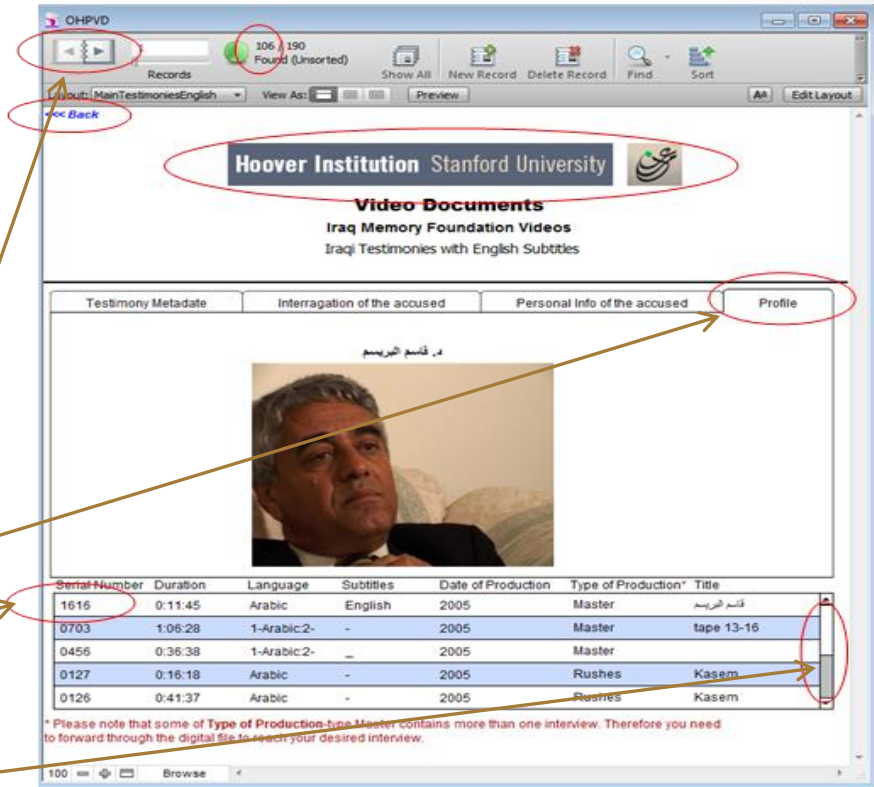 OHPVD
106 / 190
Found (Unsorted)
Records
Show All New Record Delete Record Find Sort
Layout: MainTestimoniesEnglish View As: Preview Aa Edit Layout
<<< Back
Hoover Institution Stanford University
Video Documents
Iraq Memory Foundation Videos
Iraqi Testimonies with English Subtitles
Testimony Metadate Interragation of the accused Personal Info of the accused Profile
د. قاسم البريسم
Serial Number Duration Language Subtitles Date of Production Type of Production* Title
1616 0:11:45 Arabic English 2005 Master قاسم البريسم
0703 1:06:28 1-Arabic:2- - 2005 Master tape 13-16
0456 0:36:38 1-Arabic:2- _ 2005 Master
0127 0:16:18 Arabic - 2005 Rushes Kasem
0126 0:41:37 Arabic - 2005 Rushes Kasem
* Please note that some of Type of Production-type Master contains more than one interview. Therefore you need
to forward through the digital file to reach your desired interview.
100 Browse